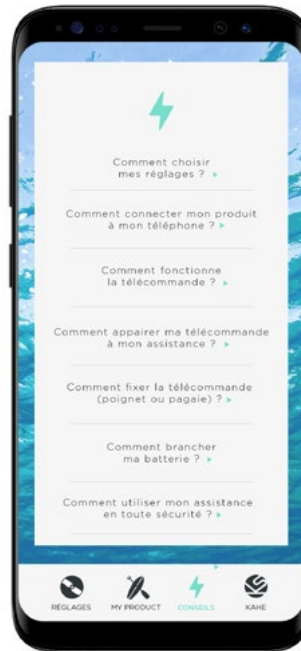 Comment choisir
mes réglages ?
Comment connecter mon produit
à mon téléphone ?
Comment fonctionne
la télécommande ?
Comment appairer ma télécommande
à mon assistance ?
Comment fixer la télécommande
(poignet ou pagaie) ?
Comment brancher
ma batterie ?
Comment utiliser mon assistance
en toute sécurité ?
RÉGLAGES MY PRODUCT CONSEILS KAHE